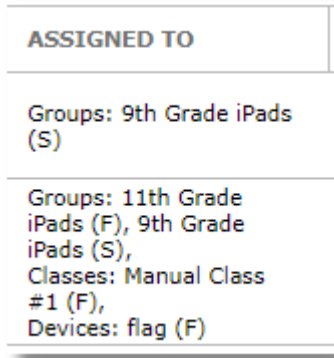 ASSIGNED TO
Groups: 9th Grade iPads
(S)
Groups: 11th Grade
iPads (F), 9th Grade
iPads (S),
Classes: Manual Class
#1 (F),
Devices: flag (F)